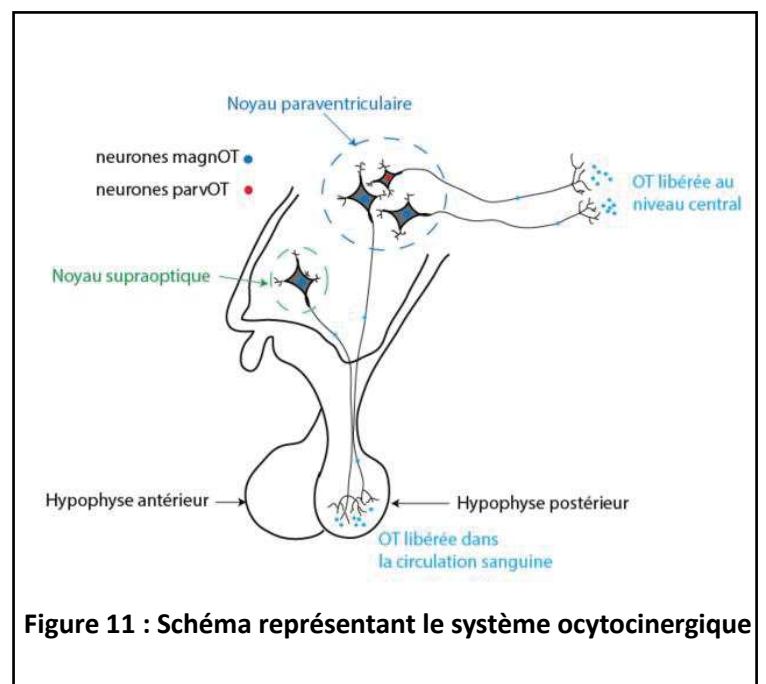 Noyau paraventriculaire
neurones magnOT
neurones parvOT
OT libérée au
niveau central
Noyau supraoptique
Hypophyse antérieur
Hypophyse postérieur
OT libérée dans
la circulation sanguine
Figure 11 : Schéma représentant le système ocytocinergique